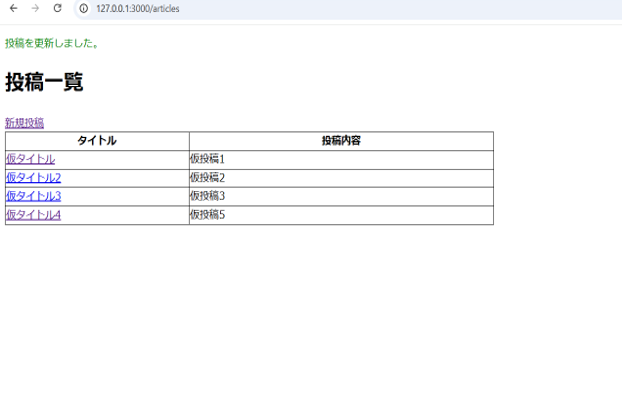 127.0.0.1:3000/articles
投稿を更新しました。
投稿一覧
新規投稿
タイトル 投稿内容
仮タイトル 仮投稿1
仮タイトル2 仮投稿2
仮タイトル3 仮投稿3
仮タイトル4 仮投稿5